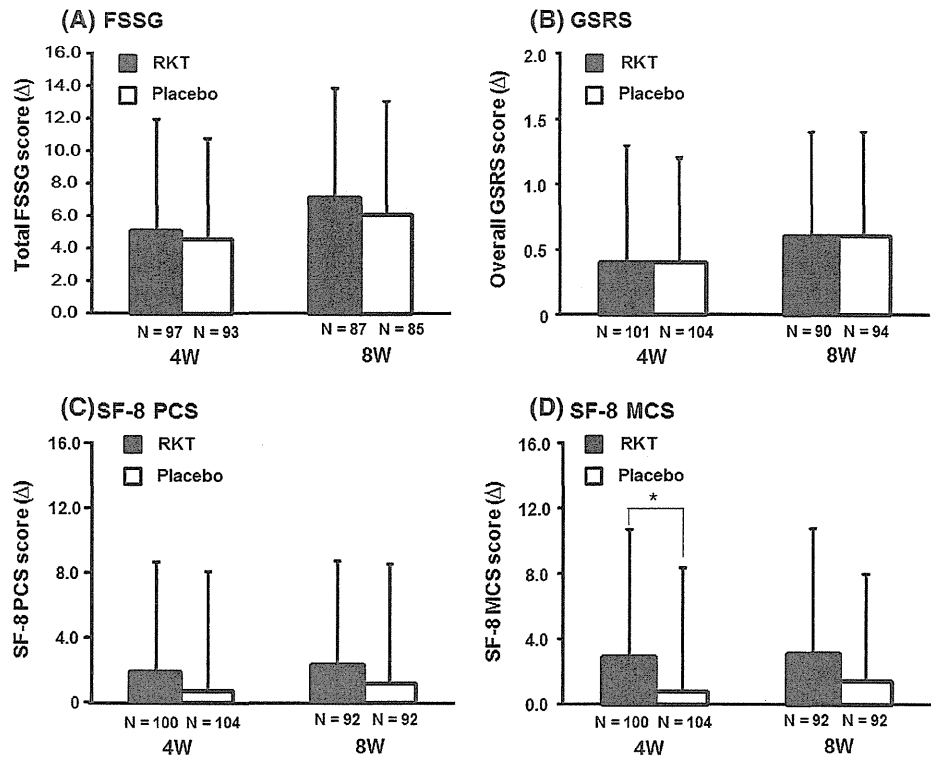 (A) FSSG
Total FSSG score (Δ)
16.0
14.0
12.0
10.0
8.0
6.0
4.0
2.0
0.0
RKT
Placebo
N = 97 N = 93
4W
N = 87 N = 85
8W
(B) GSRS
Overall GSRS score (Δ)
2.0
1.5
1.0
0.5
0
RKT
Placebo
N = 101 N = 104
4W
N = 90 N = 94
8W
(C) SF-8 PCS
SF-8 PCS score (Δ)
16.0
12.0
8.0
4.0
0
RKT
Placebo
N = 100 N = 104
4W
N = 92 N = 92
8W
(D) SF-8 MCS
SF-8 MCS score (Δ)
16.0
12.0
8.0
4.0
0.0
RKT
Placebo
*
N = 100 N = 104
4W
N = 92 N = 92
8W